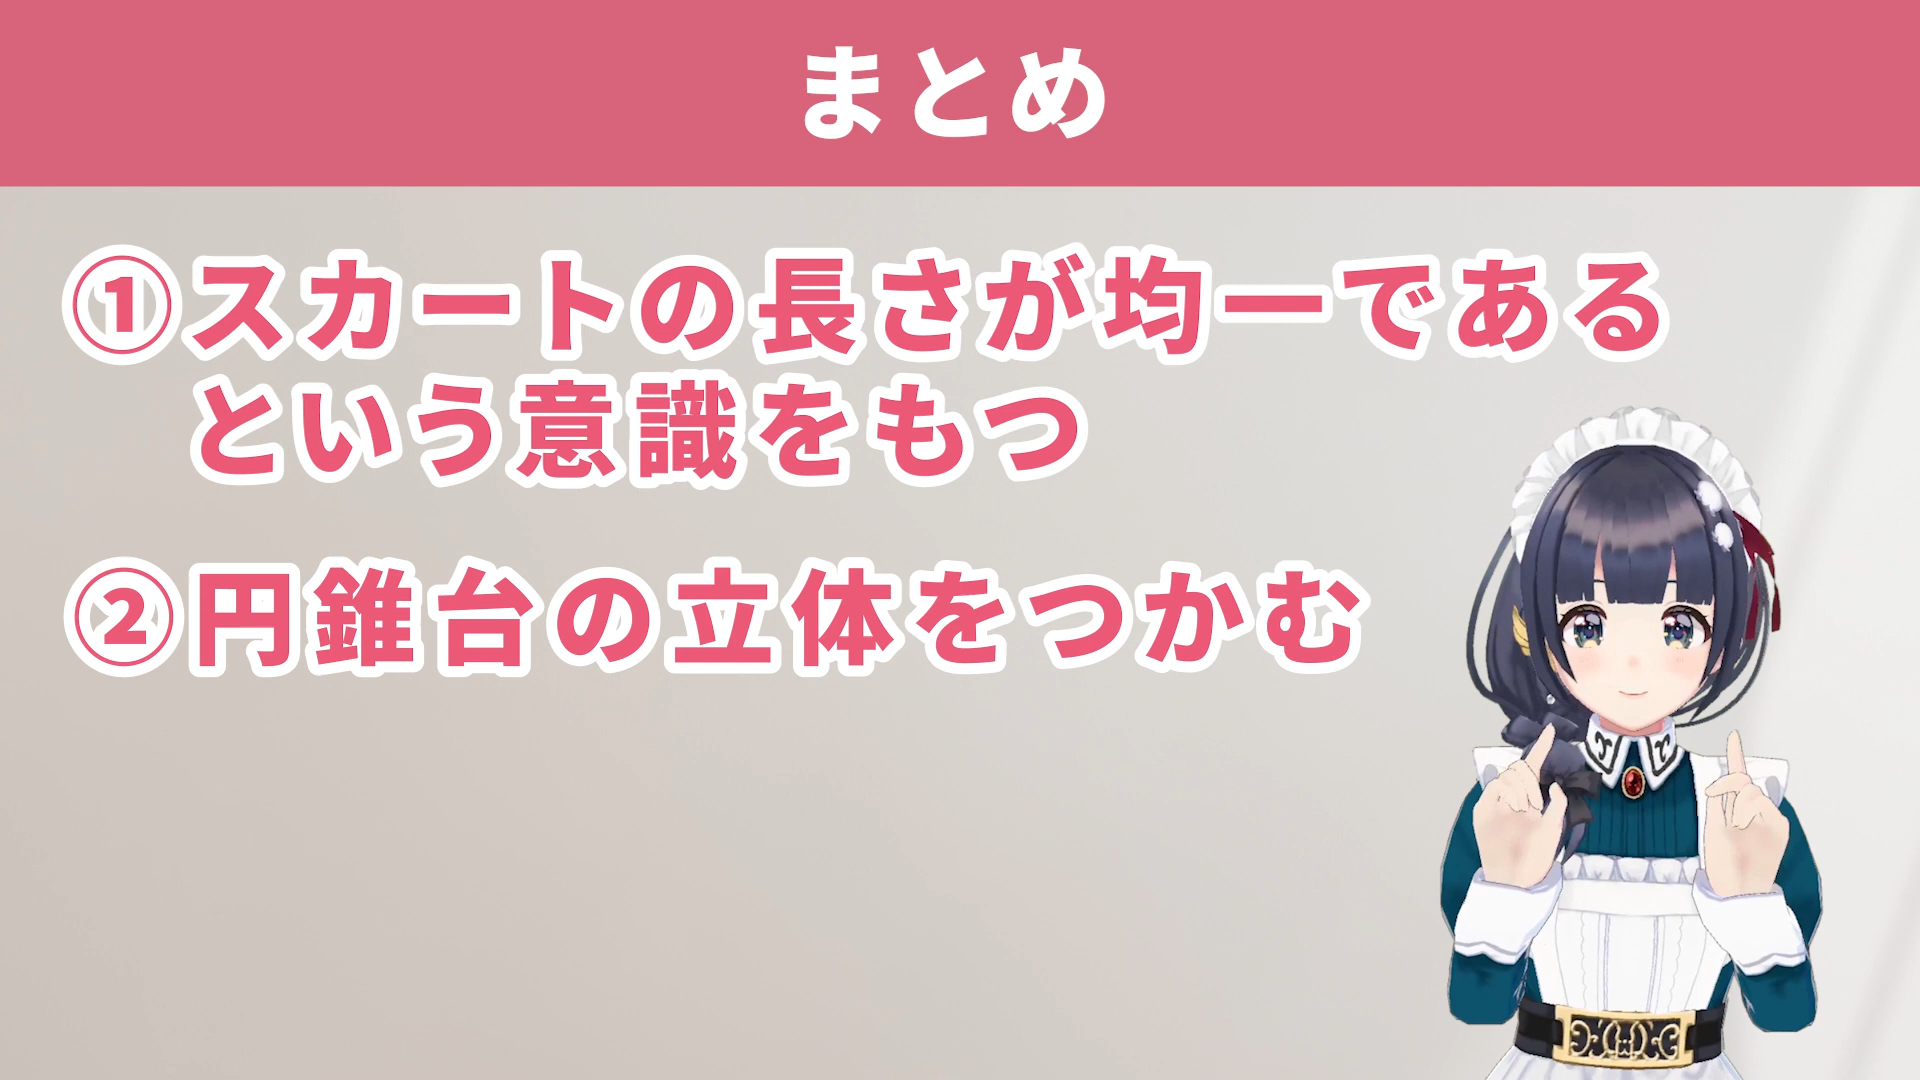 まとめ
①スカートの長さが均一である
という意識をもつ
②円錐台の立体をつかむ